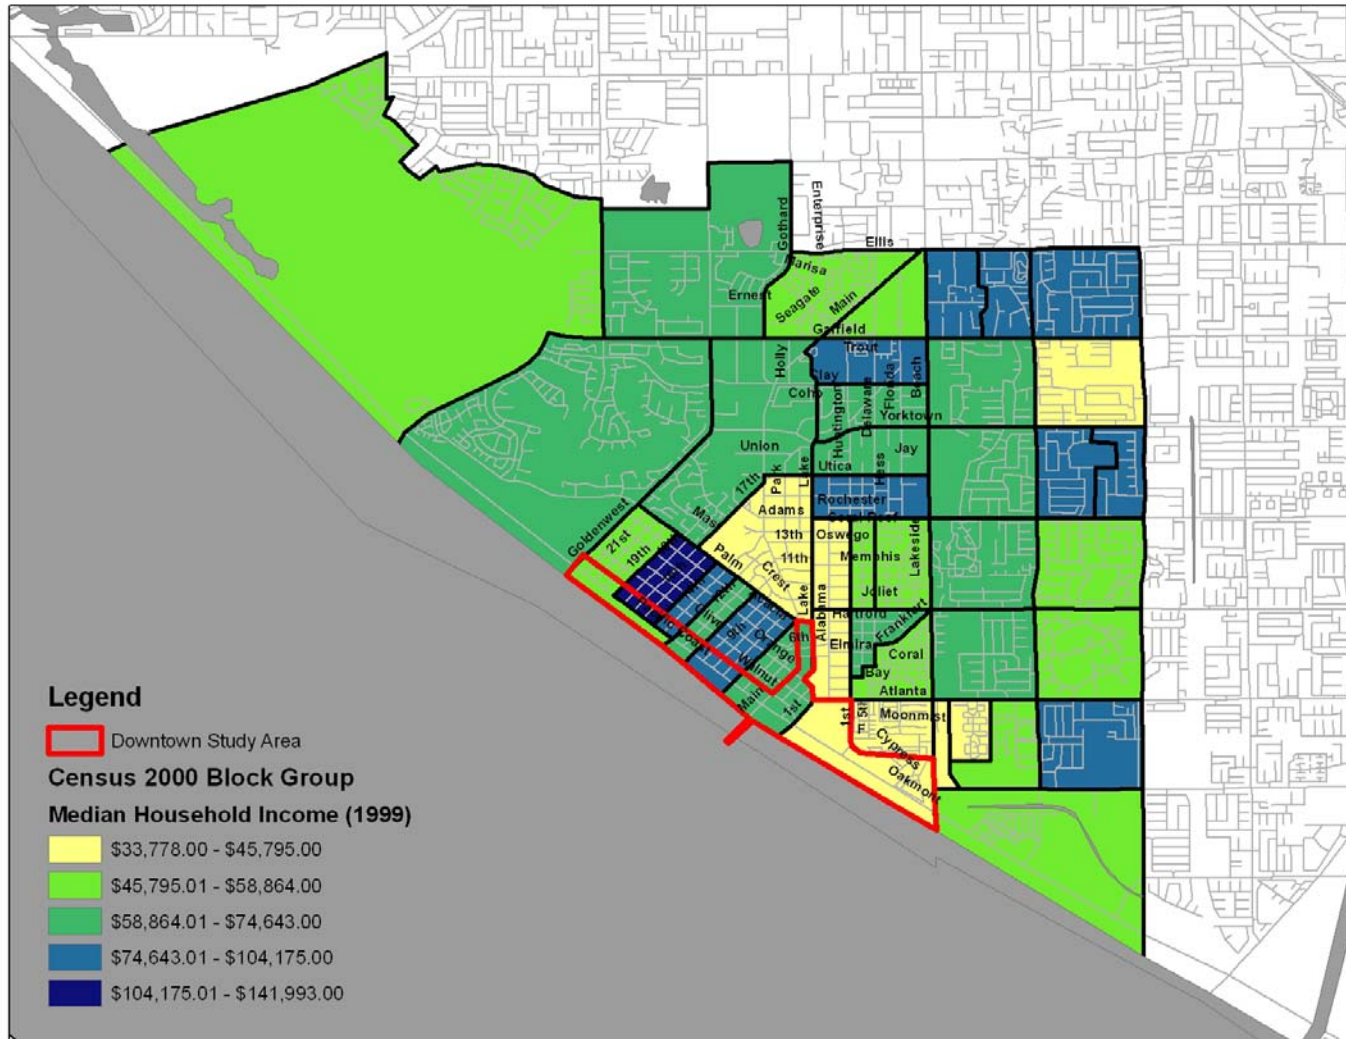 Enterprise
Gothard
Ellis
Marisa
Ernest
Seagate
Main
Garfield
Holly
Trout
Clay
Coho
Huntington
Delaware
Florida
Beach
Yorktown
Union
Park
Lake
Utica
Hess
Jay
17th
Rochester
Adams
Goldenwest
21st
19th
Palm
13th
Oswego
11th
Memphis
Lakeside
Crest
Joliet
Lake
Alabama
Hartford
Frankfort
Olive
9th
Orange
6th
Elmira
Coral
Walnut
Bay
Atlanta
Main
1st
1st
5th
Moonmist
Cypress
Oakmont
Legend
Downtown Study Area
Census 2000 Block Group
Median Household Income (1999)
$33,778.00 - $45,795.00
$45,795.01 - $58,864.00
$58,864.01 - $74,643.00
$74,643.01 - $104,175.00
$104,175.01 - $141,993.00